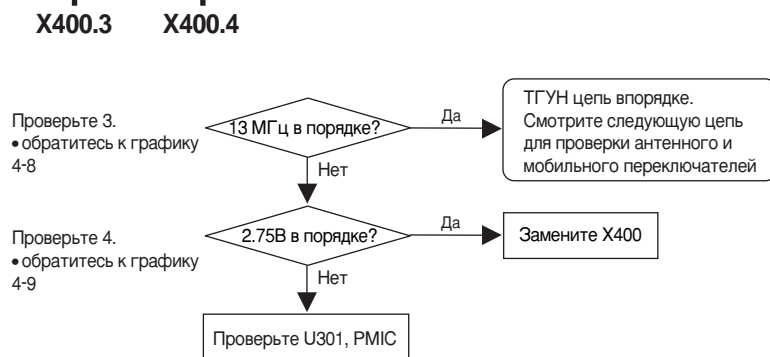 X400.3 X400.4
Проверьте 3.
• обратитесь к графику
4-8
13 МГц в порядке?
Да
ТГУН цепь впорядке.
Смотрите следующую цепь
для проверки антенного и
мобильного переключателей
Нет
Проверьте 4.
• обратитесь к графику
4-9
2.75В в порядке?
Да
Замените X400
Нет
Проверьте U301, PMIC